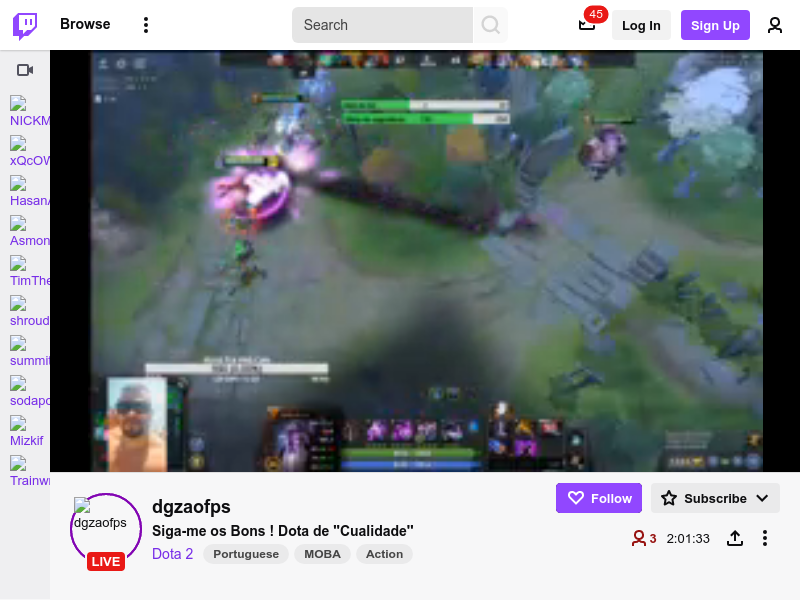 Browse
Search
45
Log In
Sign Up
NICKM
xQcOW
HasanA
Asmon
TimThe
shroud
summit
sodapo
Mizkif
Trainw
dgzaofps
LIVE
dgzaofps
Siga-me os Bons ! Dota de "Cualidade"
Dota 2
Portuguese
MOBA
Action
Follow
Subscribe
3
2:01:33